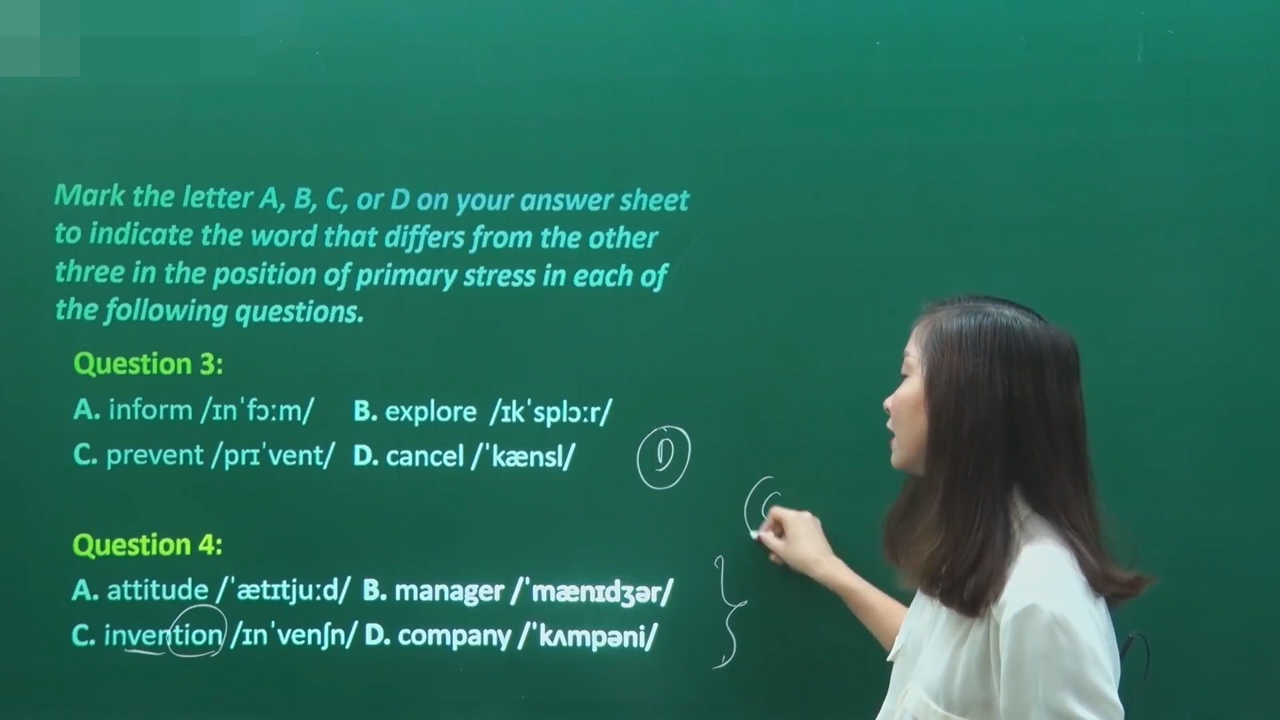 Mark the letter A, B, C, or D on your answer sheet
to indicate the word that differs from the other
three in the position of primary stress in each of
the following questions.
Question 3:
A. inform /ɪnˈfɔːm/ B. explore /ɪkˈsplɔːr/
C. prevent /prɪˈvent/ D. cancel /ˈkænsl/
D
C
Question 4:
A. attitude /ˈætɪtjuːd/ B. manager /ˈmænɪdʒər/
C. invention /ɪnˈvenʃn/ D. company /ˈkʌmpəni/